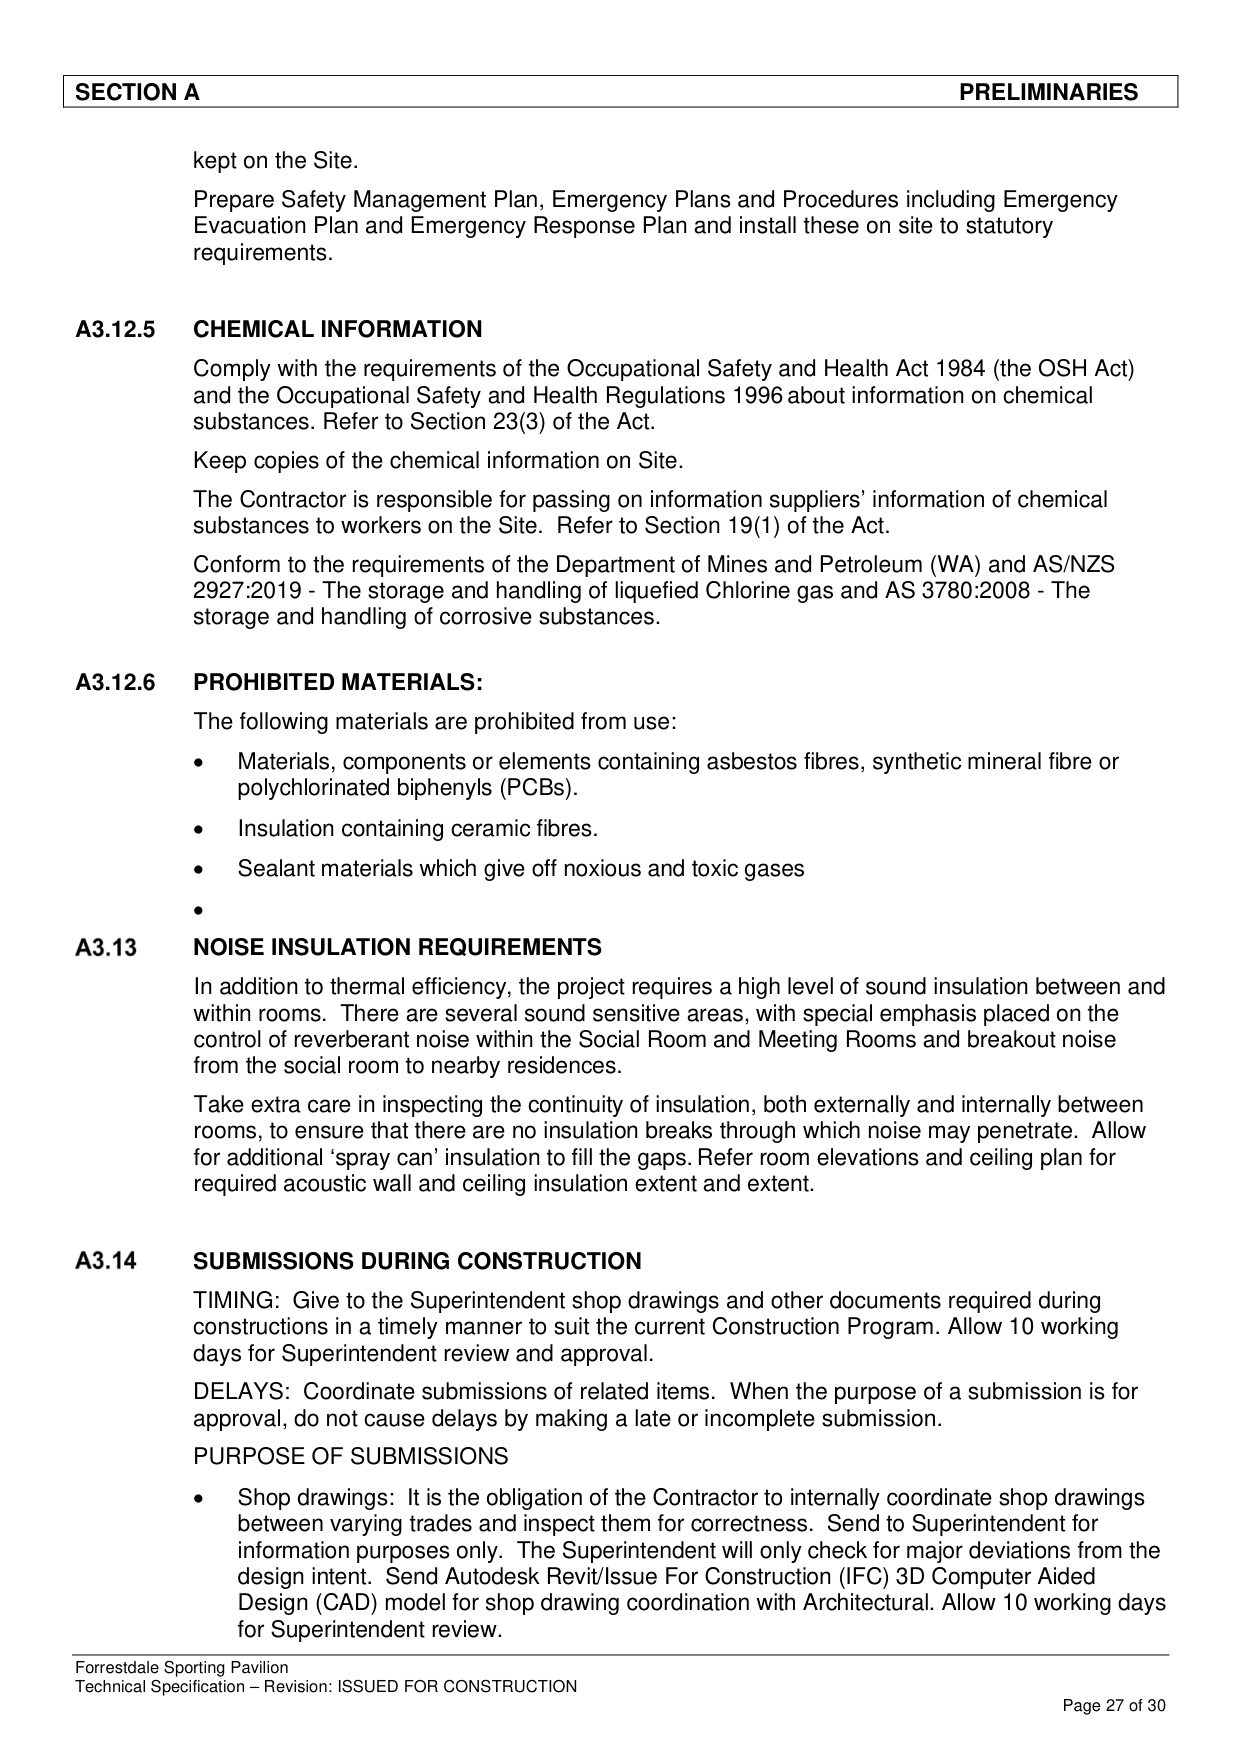 SECTION A PRELIMINARIES
kept on the Site.
Prepare Safety Management Plan, Emergency Plans and Procedures including Emergency
Evacuation Plan and Emergency Response Plan and install these on site to statutory
requirements.
A3.12.5 CHEMICAL INFORMATION
Comply with the requirements of the Occupational Safety and Health Act 1984 (the OSH Act)
and the Occupational Safety and Health Regulations 1996 about information on chemical
substances. Refer to Section 23(3) of the Act.
Keep copies of the chemical information on Site.
The Contractor is responsible for passing on information suppliers’ information of chemical
substances to workers on the Site.  Refer to Section 19(1) of the Act.
Conform to the requirements of the Department of Mines and Petroleum (WA) and AS/NZS
2927:2019 - The storage and handling of liquefied Chlorine gas and AS 3780:2008 - The
storage and handling of corrosive substances.
A3.12.6 PROHIBITED MATERIALS:
The following materials are prohibited from use:
• Materials, components or elements containing asbestos fibres, synthetic mineral fibre or
polychlorinated biphenyls (PCBs).
• Insulation containing ceramic fibres.
• Sealant materials which give off noxious and toxic gases
•
A3.13 NOISE INSULATION REQUIREMENTS
In addition to thermal efficiency, the project requires a high level of sound insulation between and
within rooms.  There are several sound sensitive areas, with special emphasis placed on the
control of reverberant noise within the Social Room and Meeting Rooms and breakout noise
from the social room to nearby residences.
Take extra care in inspecting the continuity of insulation, both externally and internally between
rooms, to ensure that there are no insulation breaks through which noise may penetrate.  Allow
for additional ‘spray can’ insulation to fill the gaps. Refer room elevations and ceiling plan for
required acoustic wall and ceiling insulation extent and extent.
A3.14 SUBMISSIONS DURING CONSTRUCTION
TIMING:  Give to the Superintendent shop drawings and other documents required during
constructions in a timely manner to suit the current Construction Program. Allow 10 working
days for Superintendent review and approval.
DELAYS:  Coordinate submissions of related items.  When the purpose of a submission is for
approval, do not cause delays by making a late or incomplete submission.
PURPOSE OF SUBMISSIONS
• Shop drawings:  It is the obligation of the Contractor to internally coordinate shop drawings
between varying trades and inspect them for correctness.  Send to Superintendent for
information purposes only.  The Superintendent will only check for major deviations from the
design intent.  Send Autodesk Revit/Issue For Construction (IFC) 3D Computer Aided
Design (CAD) model for shop drawing coordination with Architectural. Allow 10 working days
for Superintendent review.
Forrestdale Sporting Pavilion
Technical Specification – Revision: ISSUED FOR CONSTRUCTION
Page 27 of 30